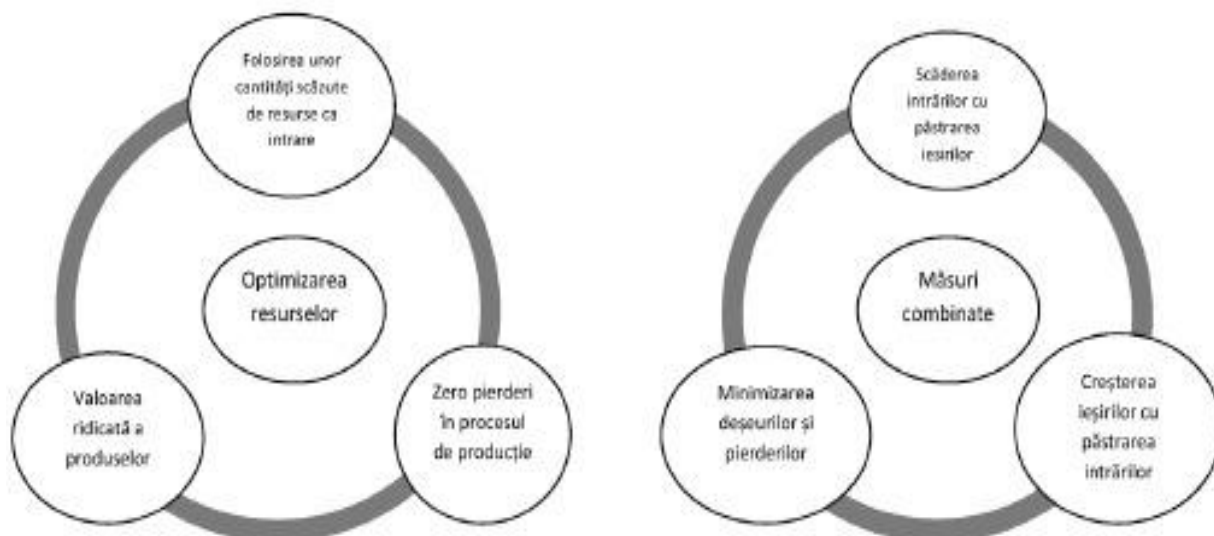 Folosirea unor
cantități scăzute
de resurse ca
intrare
Optimizarea
resurselor
Valoarea
ridicată a
produselor
Zero pierderi
în procesul
de producție
Scăderea
intrărilor cu
păstrarea
iesirilor
Măsuri
combinate
Minimizarea
deșeurilor și
pierderilor
Creșterea
ieșirilor cu
păstrarea
intrărilor